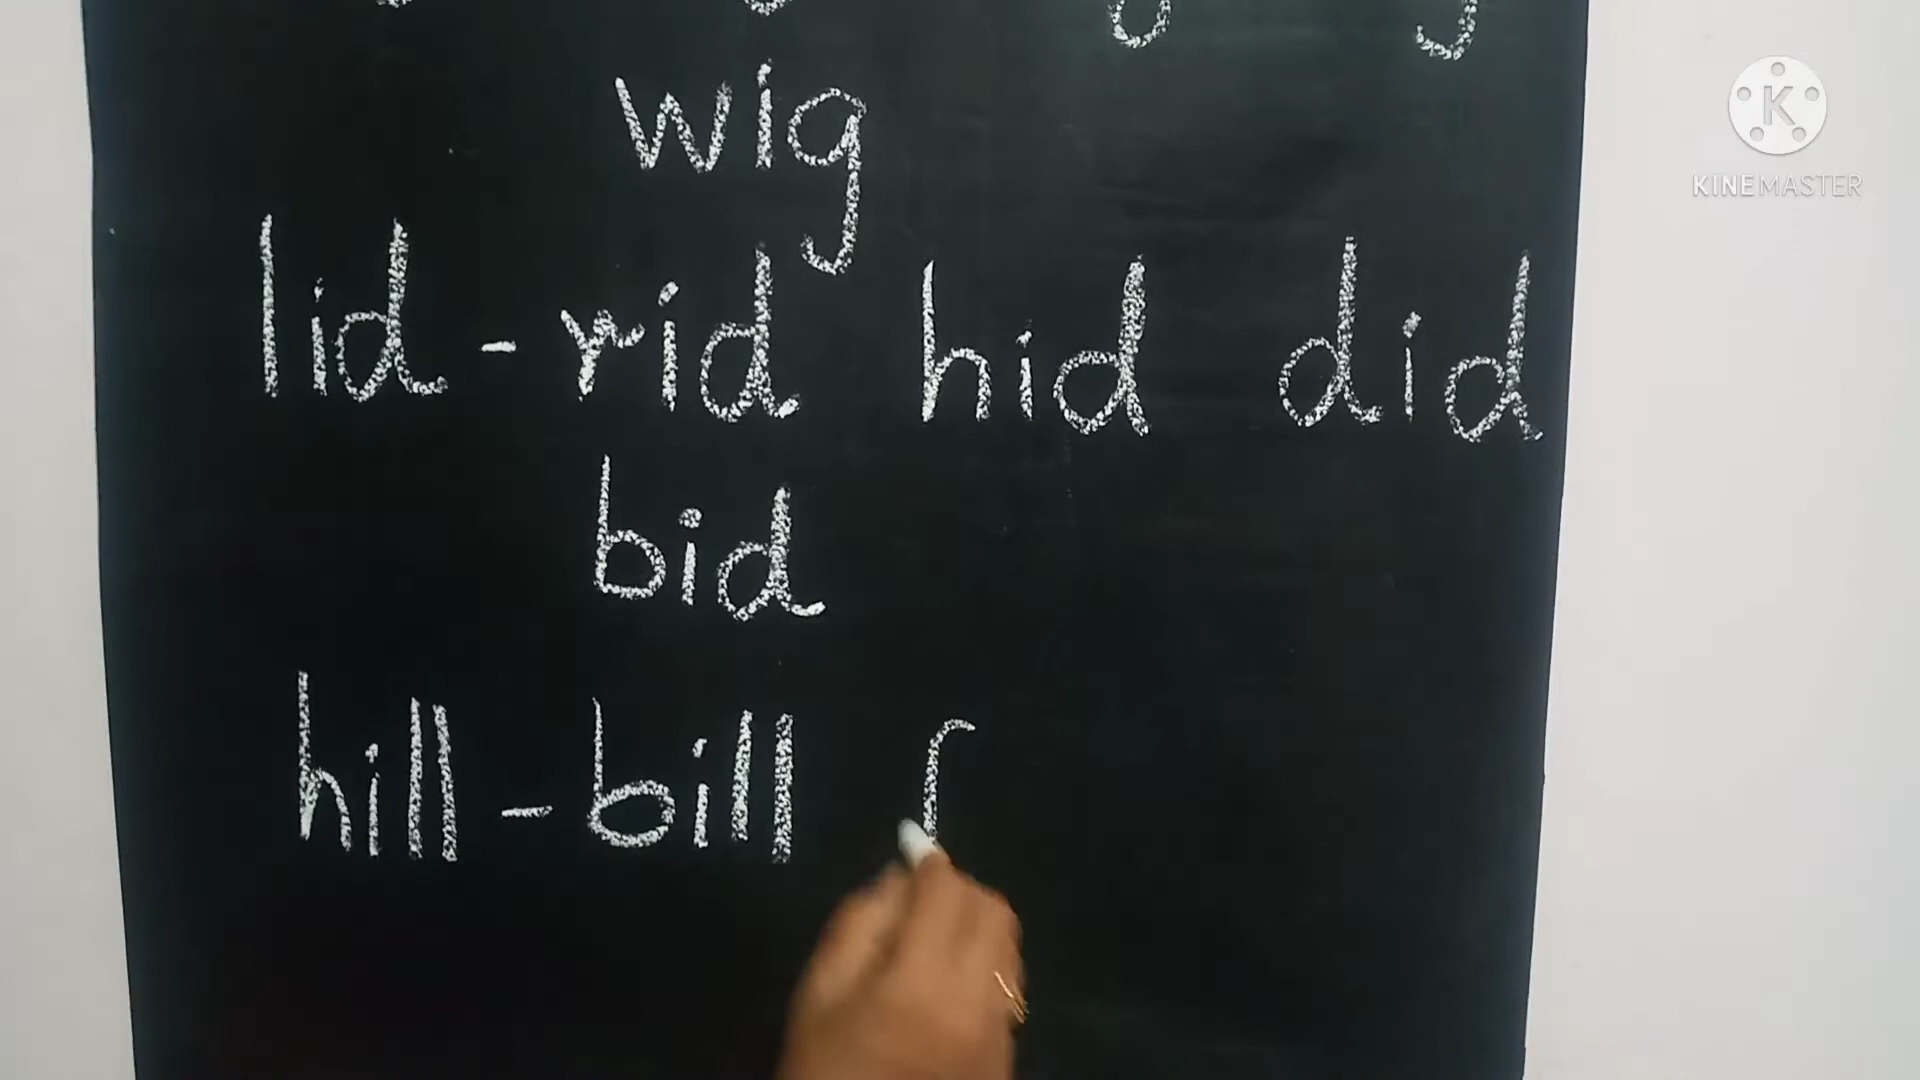 wig
lid - rid hid did
bid
hill - bill
K
KINEMASTER